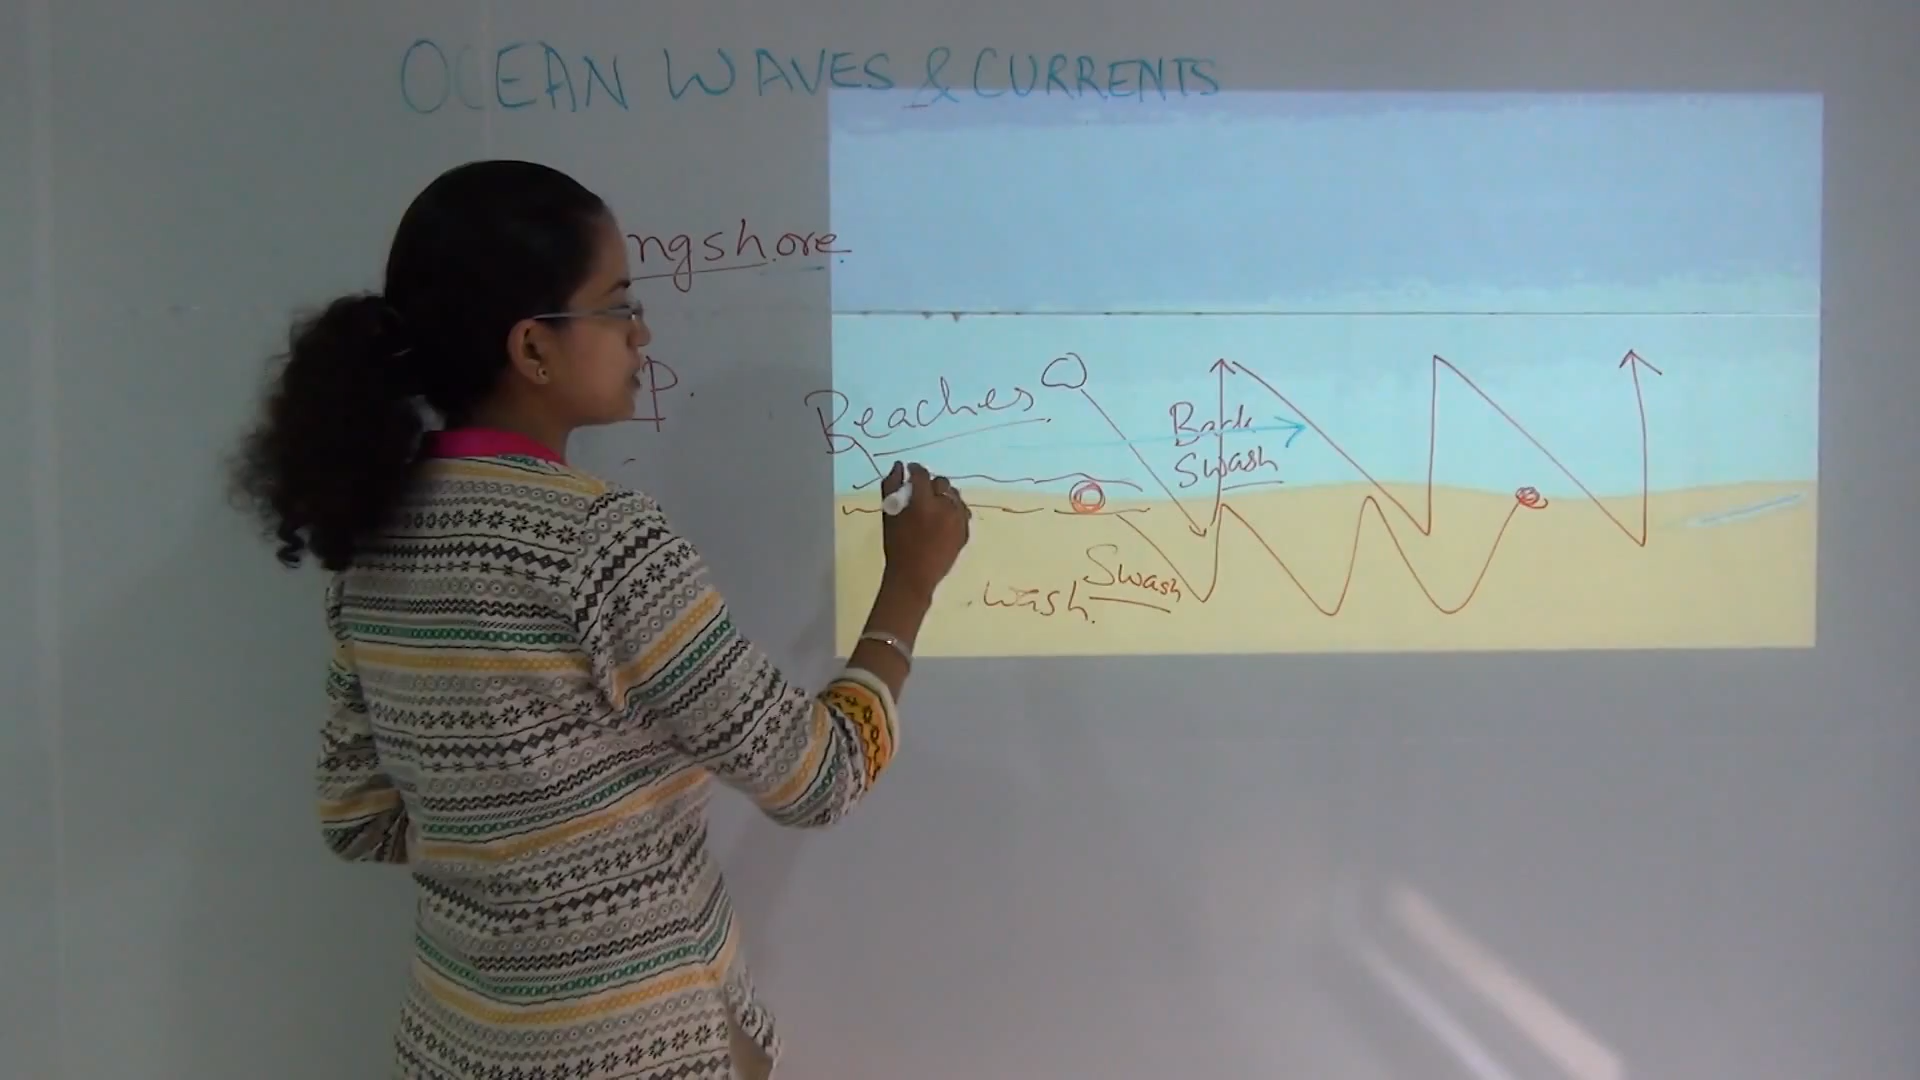 OCEAN WAVES & CURRENTS
ngshore
P.
Beaches
Back
Swash
Swash
wash.